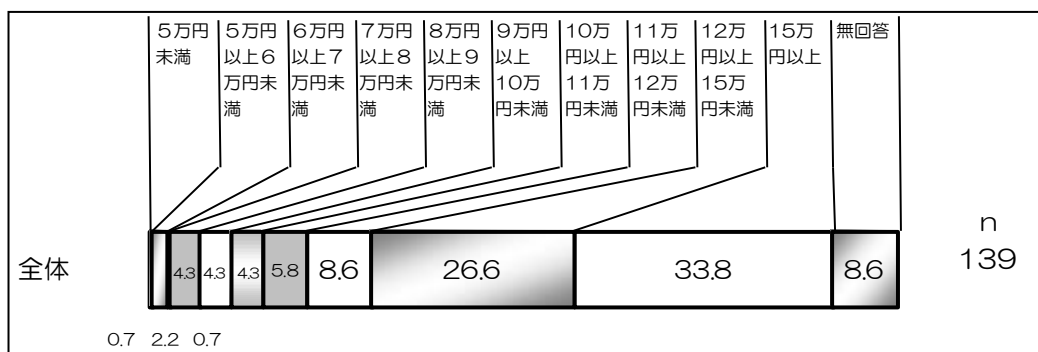 5万円
未満
5万円
以上6
万円未
満
6万円
以上7
万円未
満
7万円
以上8
万円未
満
8万円
以上9
万円未
満
9万円
以上
10万
円未満
10万
円以上
11万
円未満
11万
円以上
12万
円未満
12万
円以上
15万
円未満
15万
円以上
無回答
n
全体
4.3
4.3
4.3
5.8
8.6
26.6
33.8
8.6
139
0.7 2.2 0.7